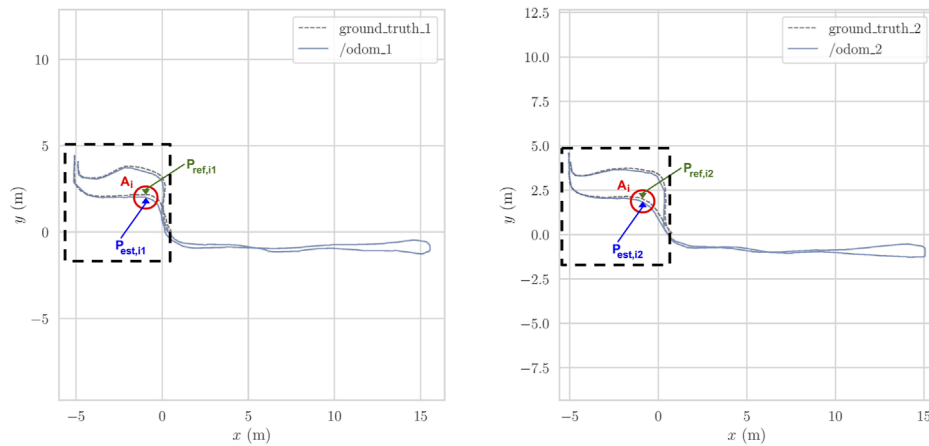 ground_truth_1
/odom_1
10
5
0
−5
y (m)
P_ref,i1
A_i
P_est,i1
−5
0
5
10
15
x (m)
ground_truth_2
/odom_2
12.5
10.0
7.5
5.0
2.5
0.0
−2.5
−5.0
−7.5
y (m)
P_ref,i2
A_i
P_est,i2
−5
0
5
10
15
x (m)